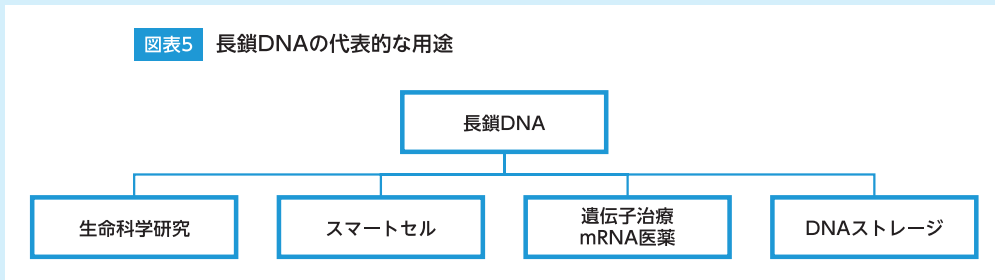 図表5 長鎖DNAの代表的な用途
長鎖DNA
生命科学研究
スマートセル
遺伝子治療
mRNA医薬
DNAストレージ